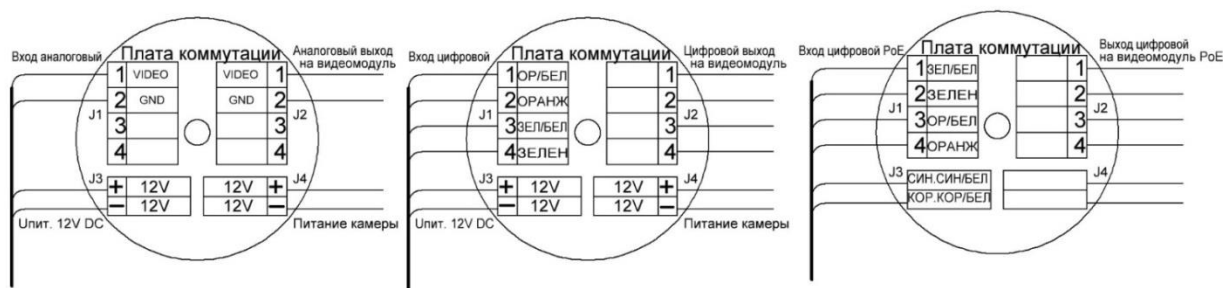 Вход аналоговый Плата коммутации Аналоговый выход
на видеомодуль
1 VIDEO VIDEO 1
2 GND GND 2
J1 3 3 J2
4 4
J3 + 12V 12V + J4
– 12V 12V –
Uпит. 12V DC Питание камеры
Вход цифровой Плата коммутации Цифровой выход
на видеомодуль
1 ОР/БЕЛ 1
2 ОРАНЖ 2
J1 3 ЗЕЛ/БЕЛ 3 J2
4 ЗЕЛЕН 4
J3 + 12V 12V + J4
– 12V 12V –
Uпит. 12V DC Питание камеры
Вход цифровой PoE Плата коммутации Выход цифровой
на видеомодуль PoE
1 ЗЕЛ/БЕЛ 1
2 ЗЕЛЕН 2
J1 3 ОР/БЕЛ 3 J2
4 ОРАНЖ 4
J3 СИН.СИН/БЕЛ J4
КОР.КОР/БЕЛ